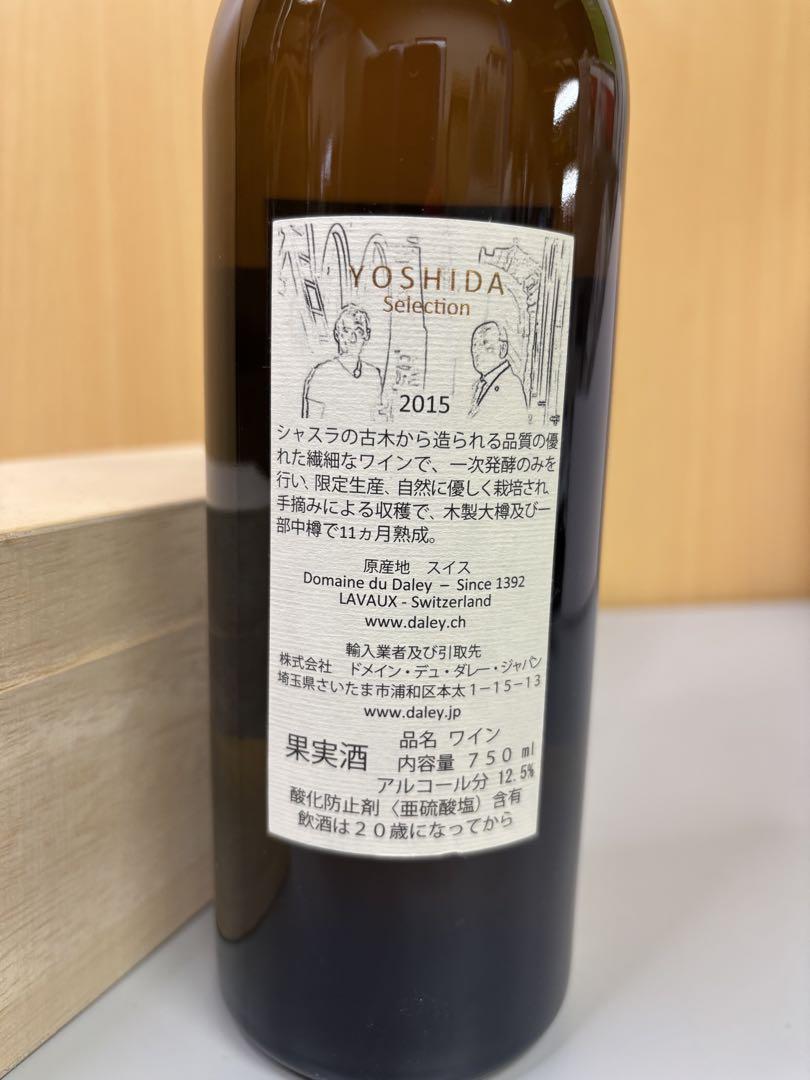 YOSHIDA
Selection
2015
シャスラの古木から造られる品質の優
れた繊細なワインで、一次発酵のみを
行い、限定生産、自然に優しく栽培され
手摘みによる収穫で、木製大樽及び一
部中樽で11ヵ月熟成。
原産地 スイス
Domaine du Daley – Since 1392
LAVAUX - Switzerland
www.daley.ch
輸入業者及び引取先
株式会社 ドメイン・デュ・ダレー・ジャパン
埼玉県さいたま市浦和区本太1-15-13
www.daley.jp
果実酒
品名 ワイン
内容量 750 ml
アルコール分 12.5%
酸化防止剤〈亜硫酸塩〉含有
飲酒は20歳になってから